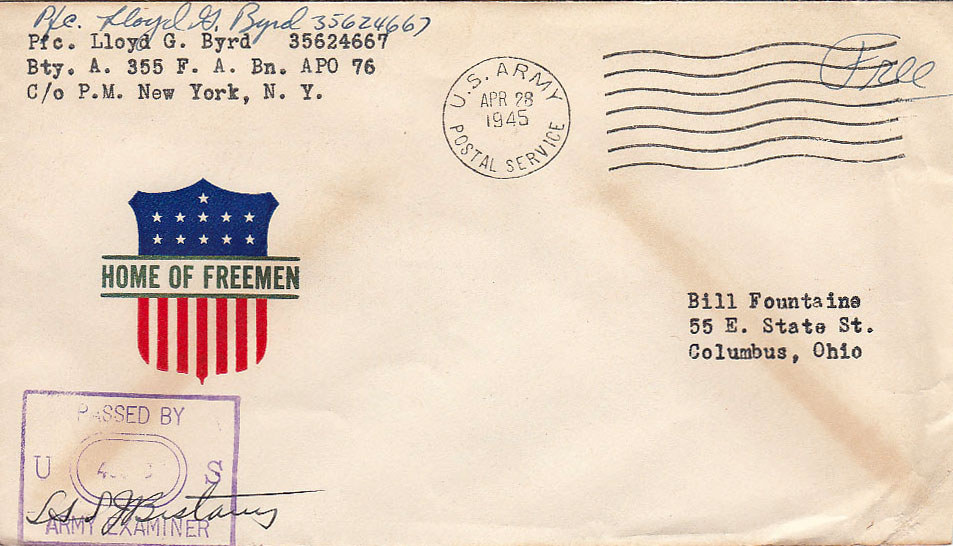 Pfc. Lloyd G. Byrd 35624667
Pfc. Lloyd G. Byrd 35624667
Bty. A. 355 F. A. Bn. APO 76
C/o P.M. New York, N. Y.
U.S. ARMY
APR 28
1945
POSTAL SERVICE
Free
HOME OF FREEMEN
Bill Fountaine
55 E. State St.
Columbus, Ohio
PASSED BY
U S
ARMY EXAMINER